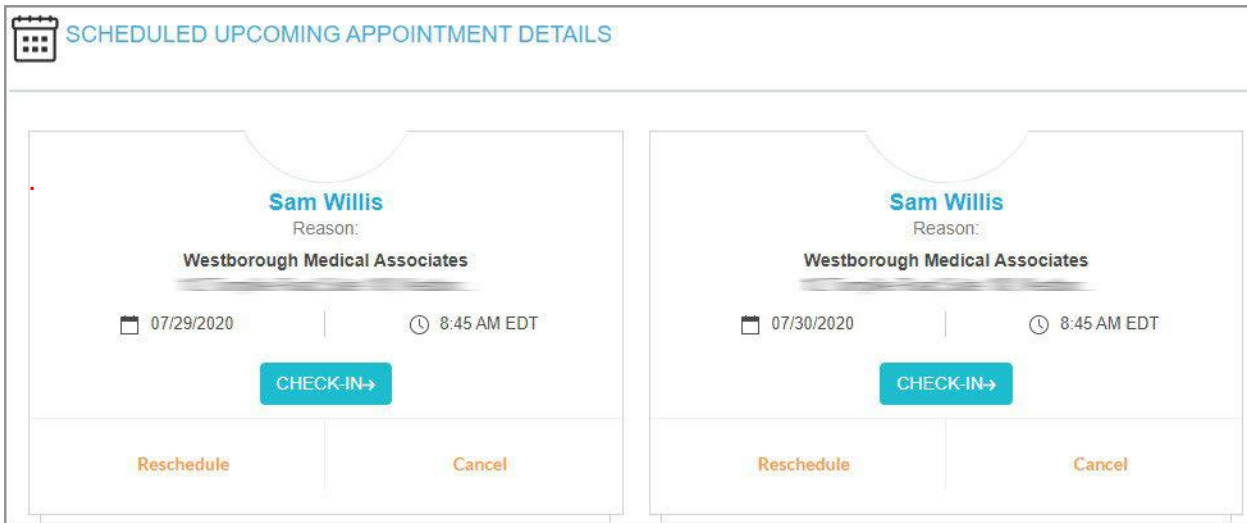 SCHEDULED UPCOMING APPOINTMENT DETAILS
Sam Willis
Reason:
Westborough Medical Associates
07/29/2020
8:45 AM EDT
CHECK-IN→
Reschedule
Cancel
Sam Willis
Reason:
Westborough Medical Associates
07/30/2020
8:45 AM EDT
CHECK-IN→
Reschedule
Cancel